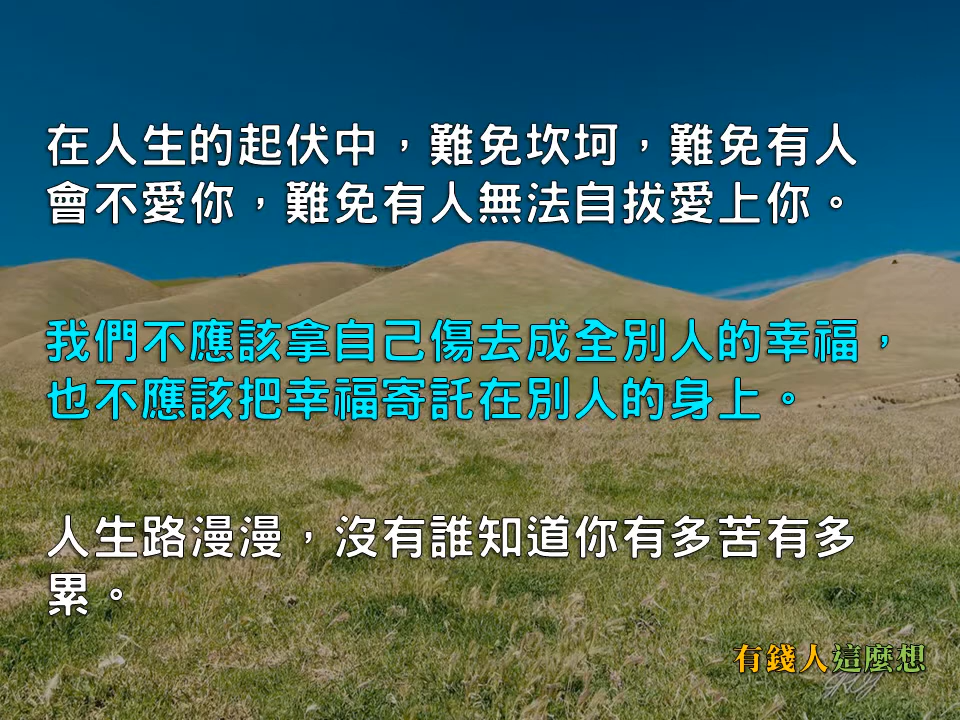 在人生的起伏中，難免坎坷，難免有人
會不愛你，難免有人無法自拔愛上你。
我們不應該拿自己傷去成全別人的幸福，
也不應該把幸福寄託在別人的身上。
人生路漫漫，沒有誰知道你有多苦有多
累。
有錢人這麼想